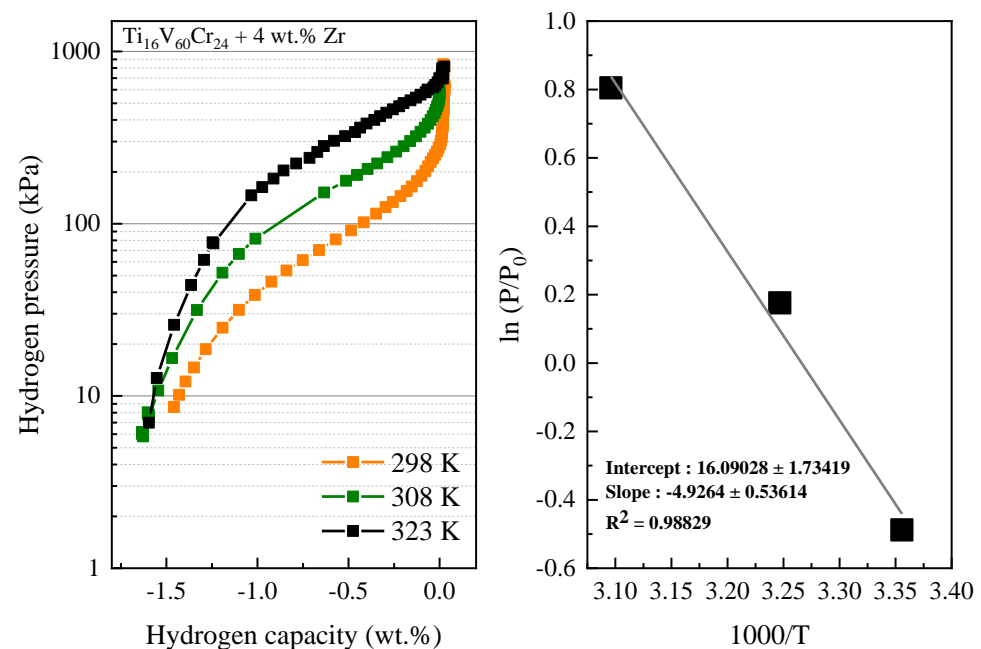 Ti16V60Cr24 + 4 wt.% Zr
1000
100
10
1
Hydrogen pressure (kPa)
298 K
308 K
323 K
-1.5 -1.0 -0.5 0.0
Hydrogen capacity (wt.%)
1.0
0.8
0.6
0.4
0.2
0.0
-0.2
-0.4
-0.6
ln (P/P0)
Intercept : 16.09028 ± 1.73419
Slope : -4.9264 ± 0.53614
R2 = 0.98829
3.10 3.15 3.20 3.25 3.30 3.35 3.40
1000/T